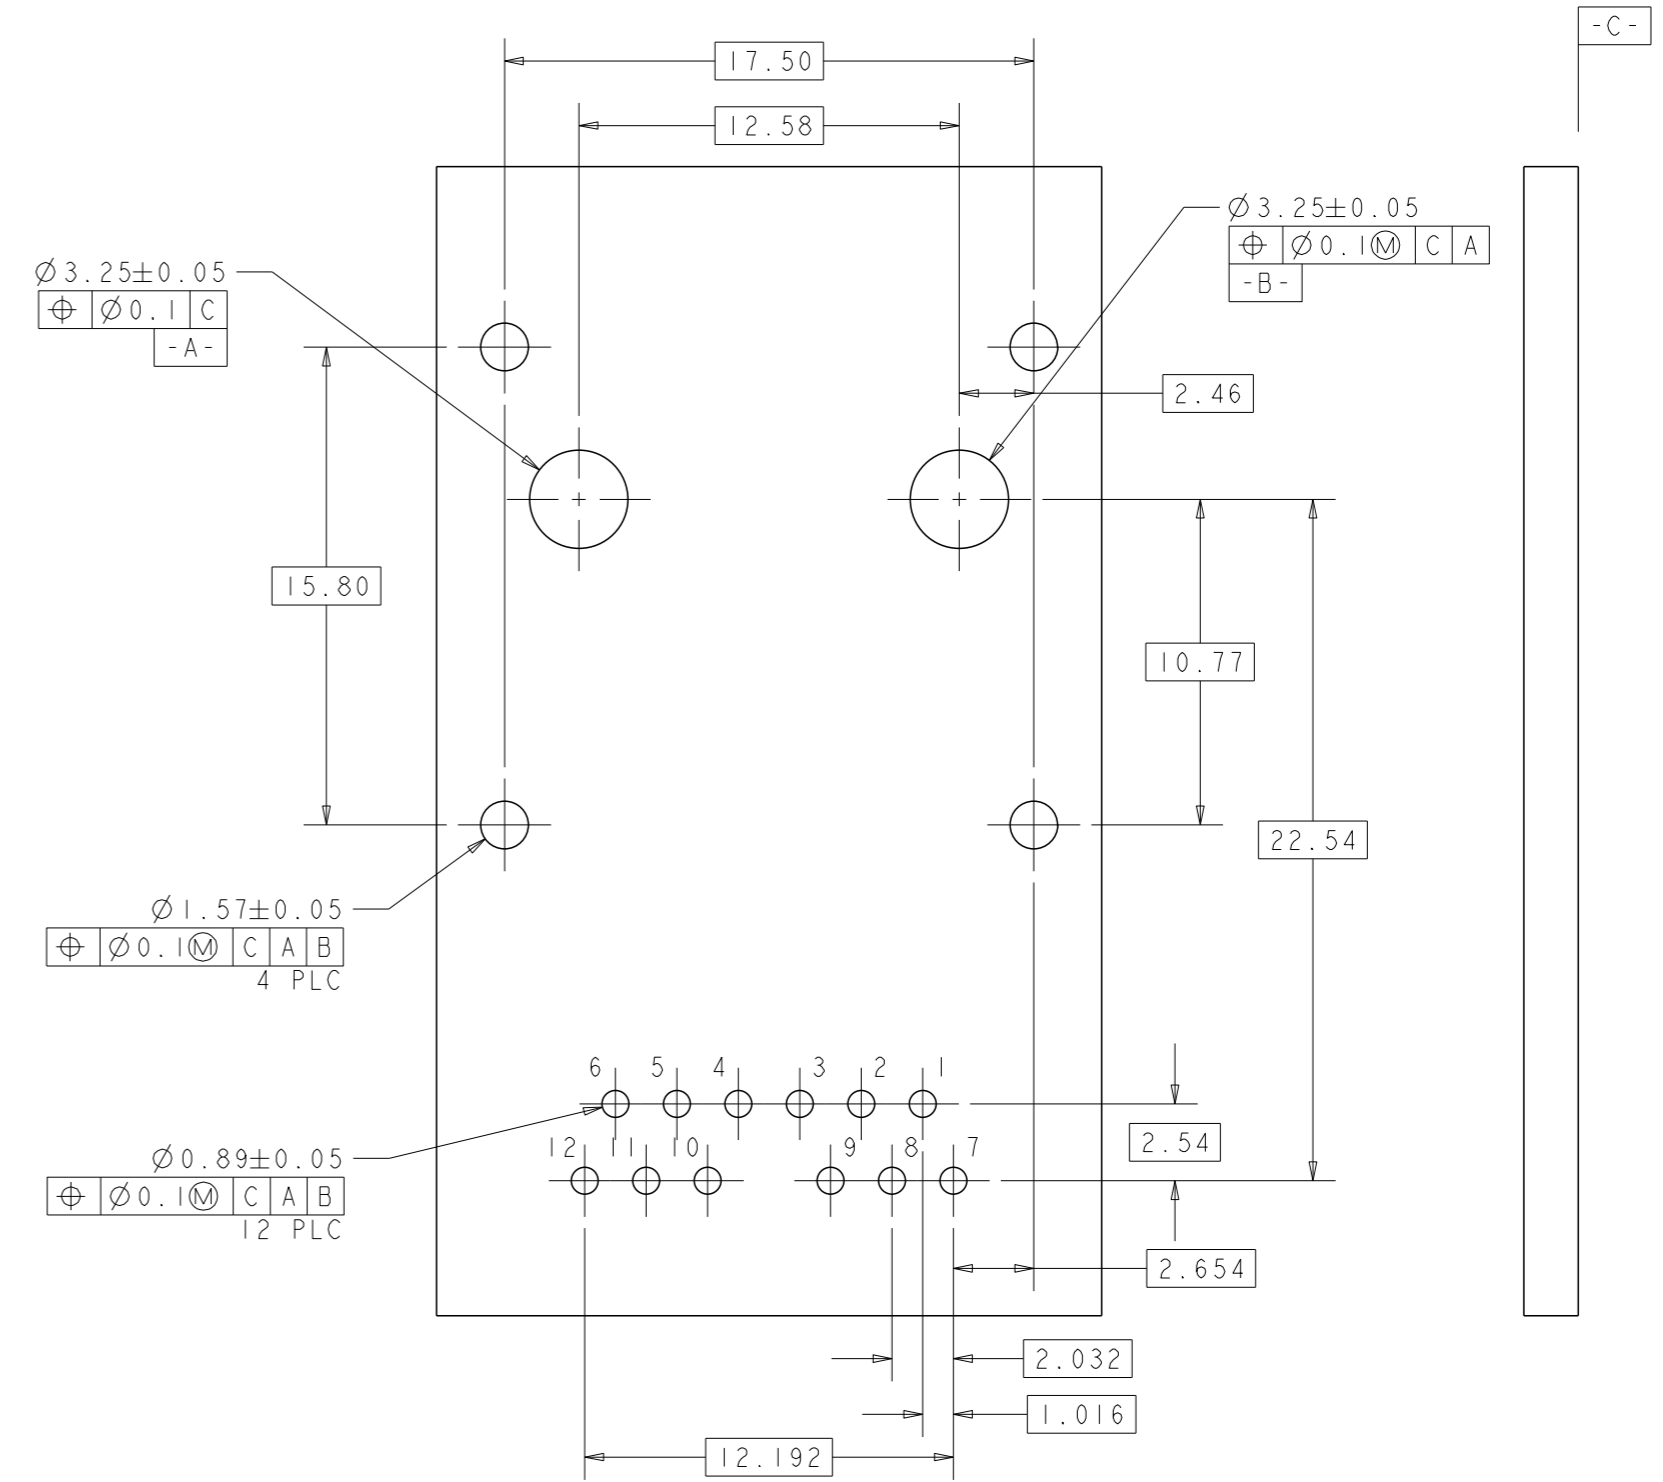 -C-
17.50
12.58
Ø3.25±0.05
⌖ Ø0.1Ⓜ C A
-B-
Ø3.25±0.05
⌖ Ø0.1 C
-A-
2.46
15.80
10.77
22.54
Ø1.57±0.05
⌖ Ø0.1Ⓜ C A B
4 PLC
6 5 4 3 2 1
2.54
12 11 10 9 8 7
Ø0.89±0.05
⌖ Ø0.1Ⓜ C A B
12 PLC
2.654
2.032
1.016
12.192